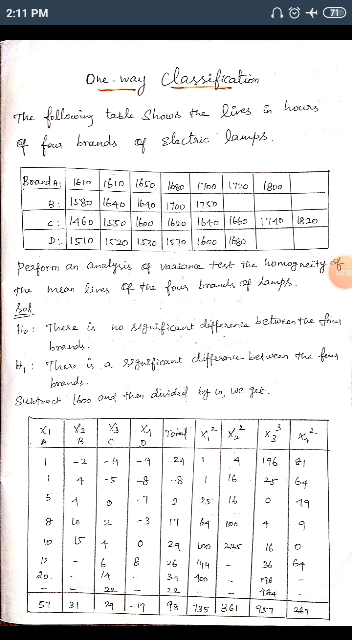 2:11 PM 71
One-way Classification
The following table shows the lives in hours
of four brands of electric lamps.
Brand A: 1610 1610 1650 1680 1700 1720 1800
B: 1580 1640 1640 1700 1750
C: 1460 1550 1600 1620 1640 1660 1740 1820
D: 1510 1520 1530 1570 1600 1680
Perform an analysis of variance test the homogneity of
the mean lives of the four brands of Lamps.
Sol
H0: There is no significant difference between the four
brands.
H1: There is a significant difference between the four
brands.
Subtract 1600 and then divided by 10, we get.
X1 X2 X3 X4 Total X1² X2² X3³ X4².
A B C D
1 -2 -14 -9 -24 1 4 196 81
1 4 -5 -8 -8 1 16 25 64
5 4 0 -7 2 25 16 0 49
8 10 2 -3 17 64 100 4 9
10 15 4 0 29 100 225 16 0
12 - 6 8 26 144 - 36 64
20 - 14 - 34 400 - 196
- - 22 - 22 - - 484
57 31 29 -19 98 735 361 957 267